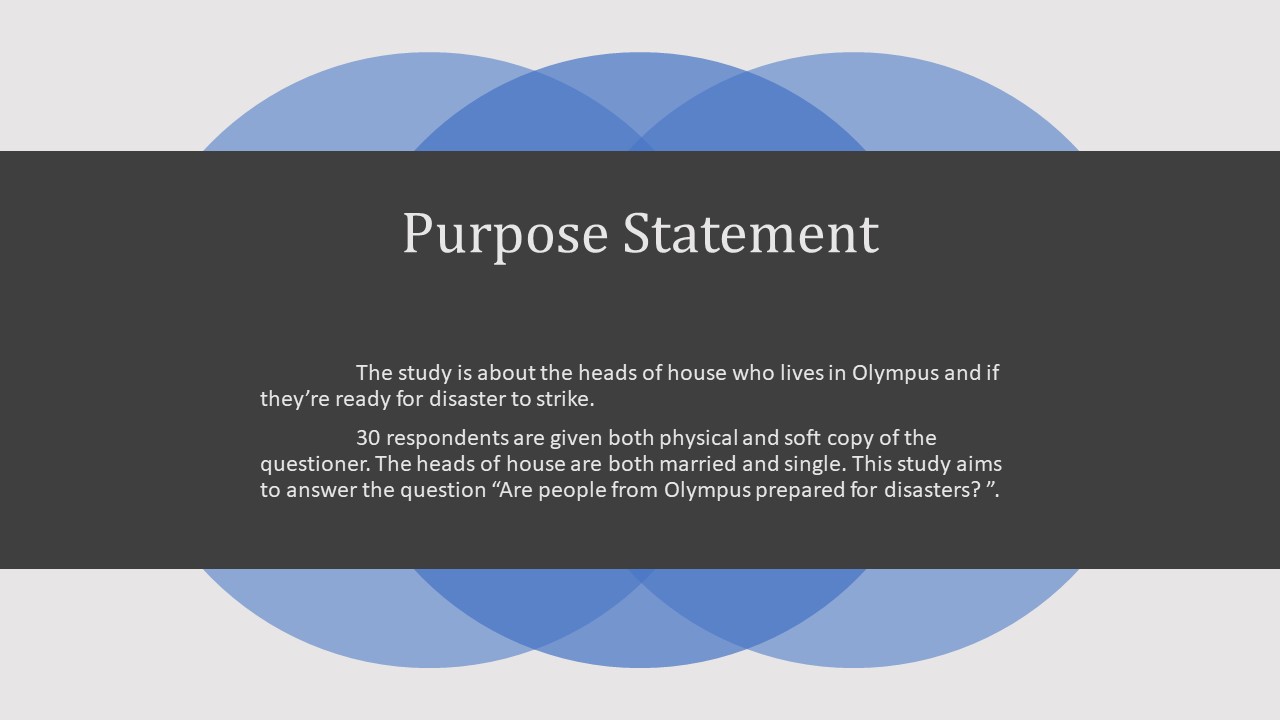 Purpose Statement
The study is about the heads of house who lives in Olympus and if
they’re ready for disaster to strike.
30 respondents are given both physical and soft copy of the
questioner. The heads of house are both married and single. This study aims
to answer the question “Are people from Olympus prepared for disasters? ”.